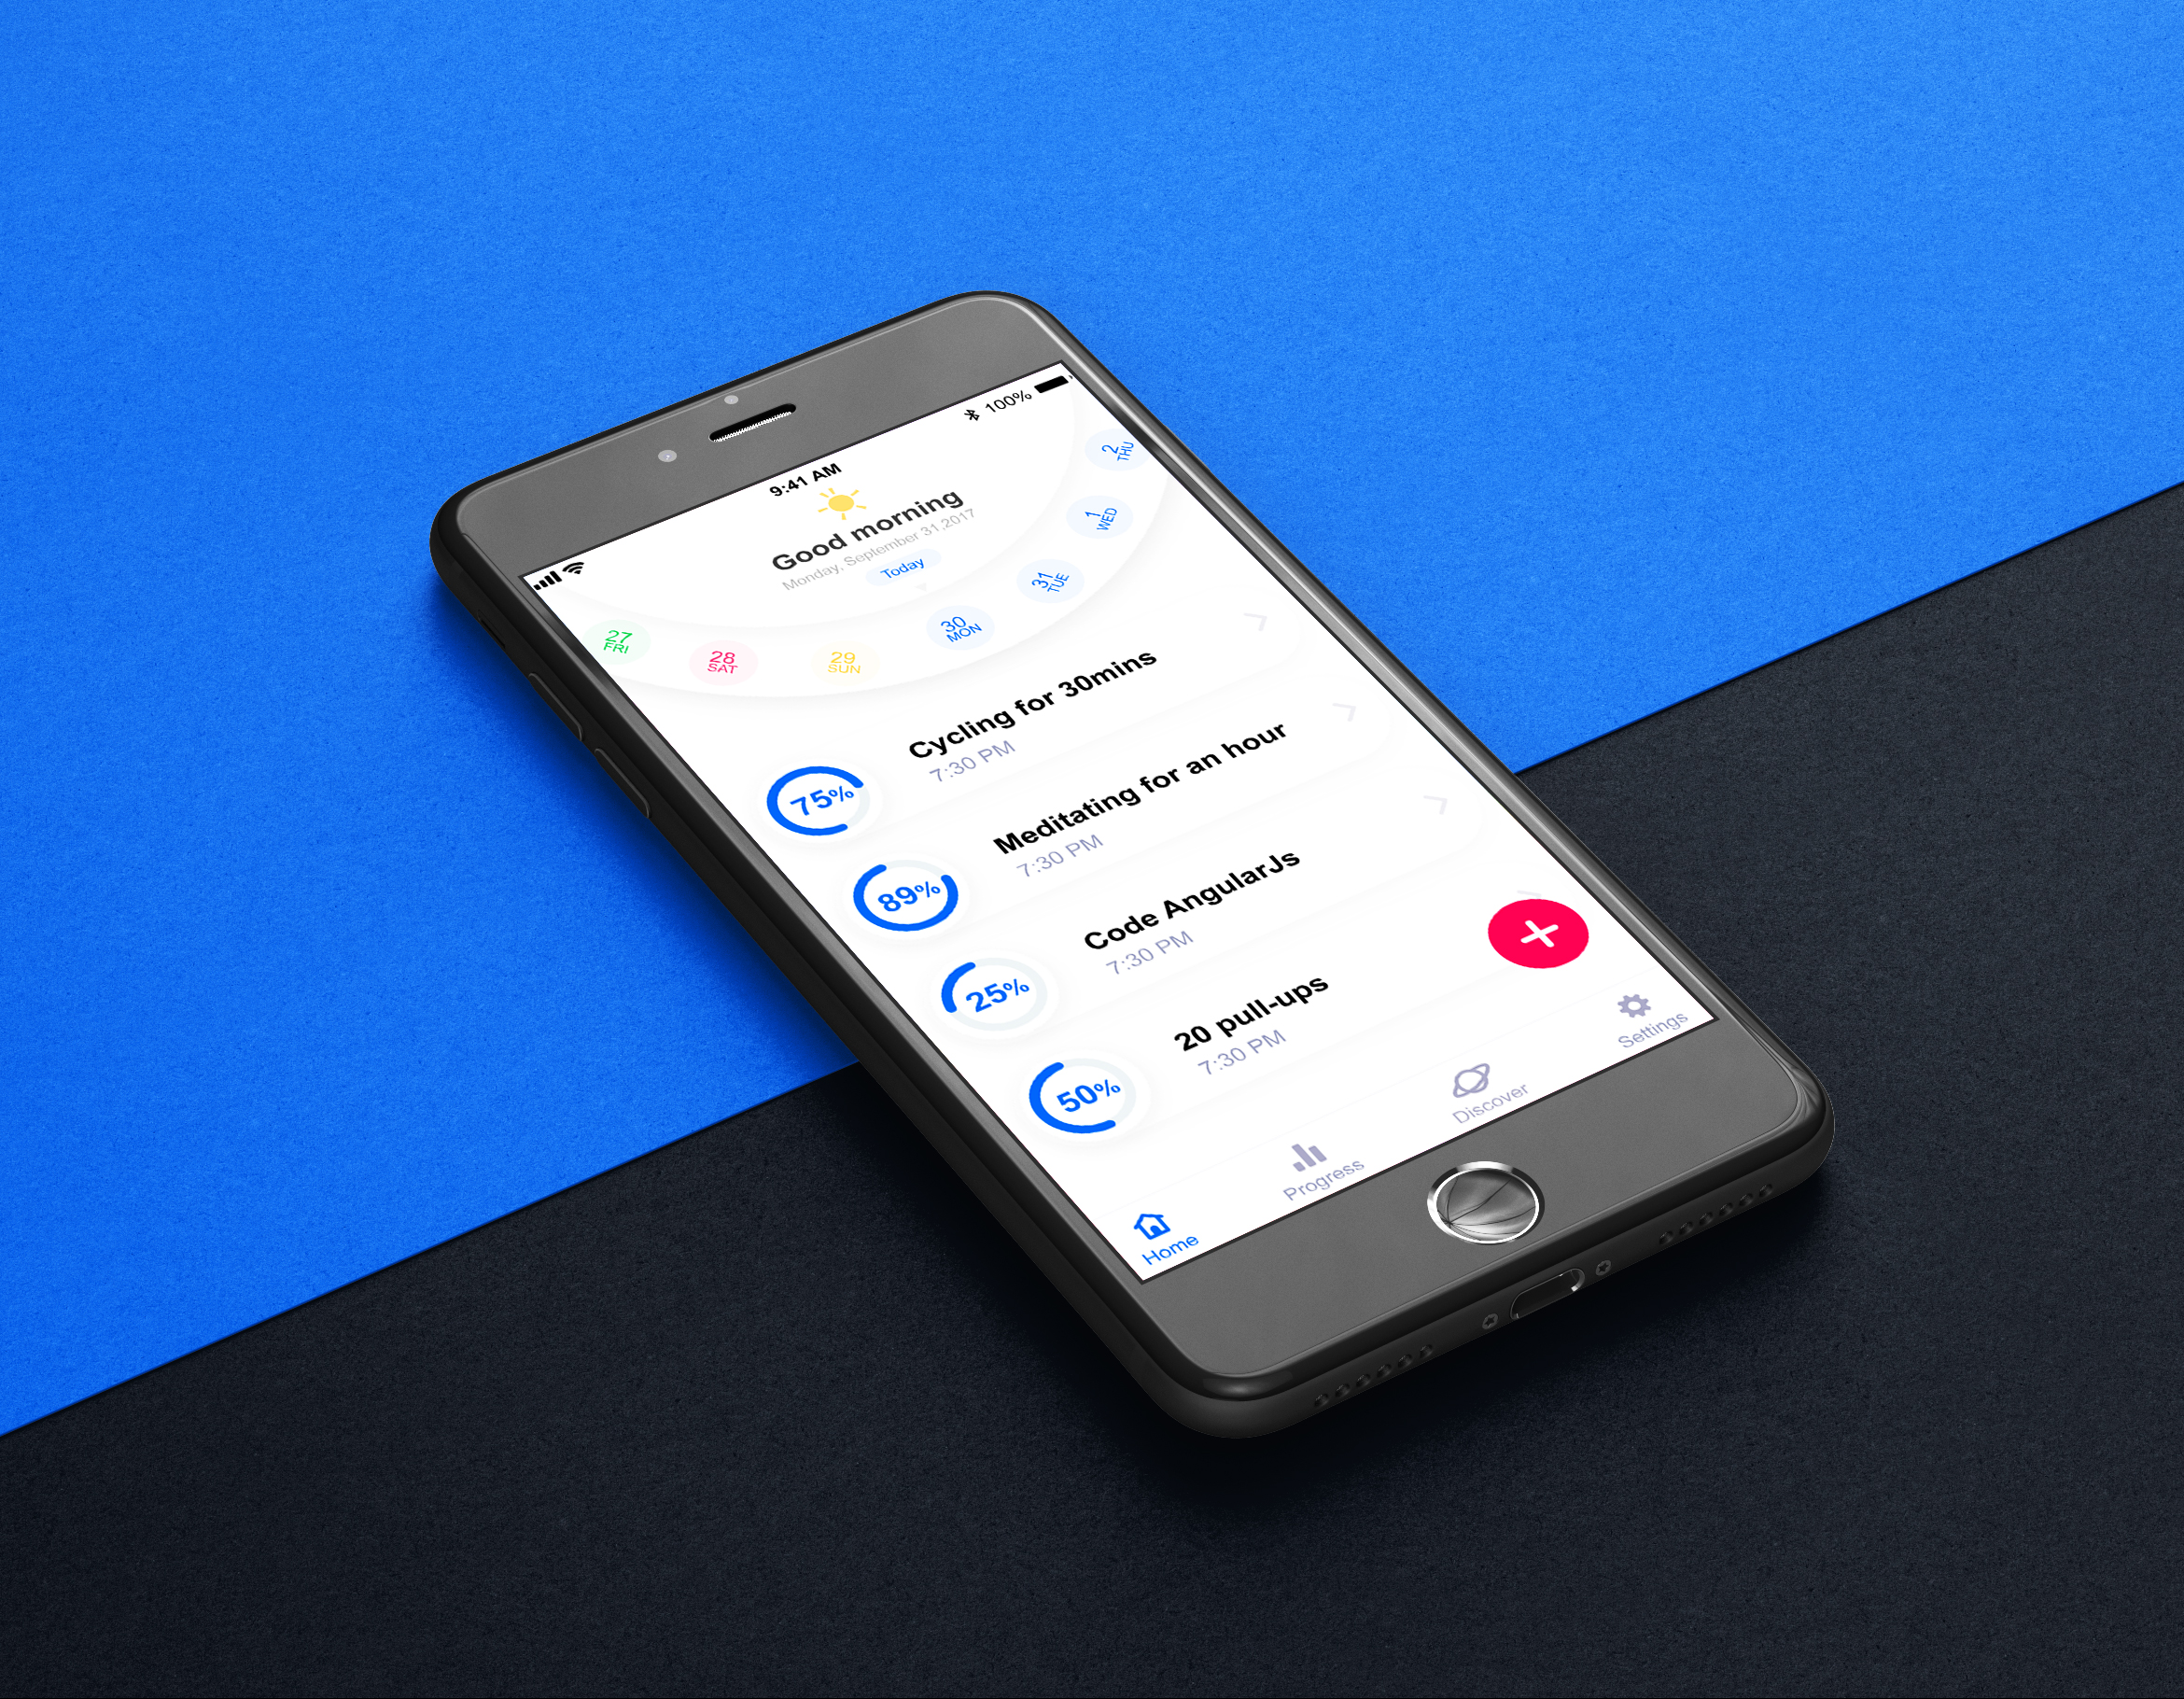 9:41 AM
100%
Good morning
Monday, September 31,2017
Today
27
FRI
28
SAT
29
SUN
30
MON
31
TUE
1
WED
2
THU
75%
Cycling for 30mins
7:30 PM
89%
Meditating for an hour
7:30 PM
25%
Code AngularJs
7:30 PM
50%
20 pull-ups
7:30 PM
Home
Progress
Discover
Settings